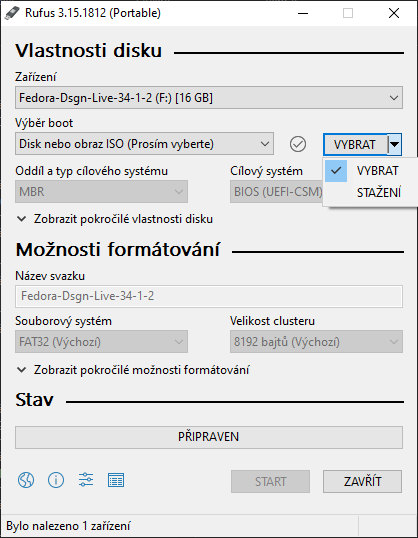 Rufus 3.15.1812 (Portable)
Vlastnosti disku
Zařízení
Fedora-Dsgn-Live-34-1-2 (F:) [16 GB]
Výběr boot
Disk nebo obraz ISO (Prosím vyberte)
VYBRAT
VYBRAT
STAŽENÍ
Oddíl a typ cílového systému
Cílový systém
MBR
BIOS (UEFI-CSM)
Zobrazit pokročilé vlastnosti disku
Možnosti formátování
Název svazku
Fedora-Dsgn-Live-34-1-2
Souborový systém
Velikost clusteru
FAT32 (Výchozí)
8192 bajtů (Výchozí)
Zobrazit pokročilé možnosti formátování
Stav
PŘIPRAVEN
START
ZAVŘÍT
Bylo nalezeno 1 zařízení